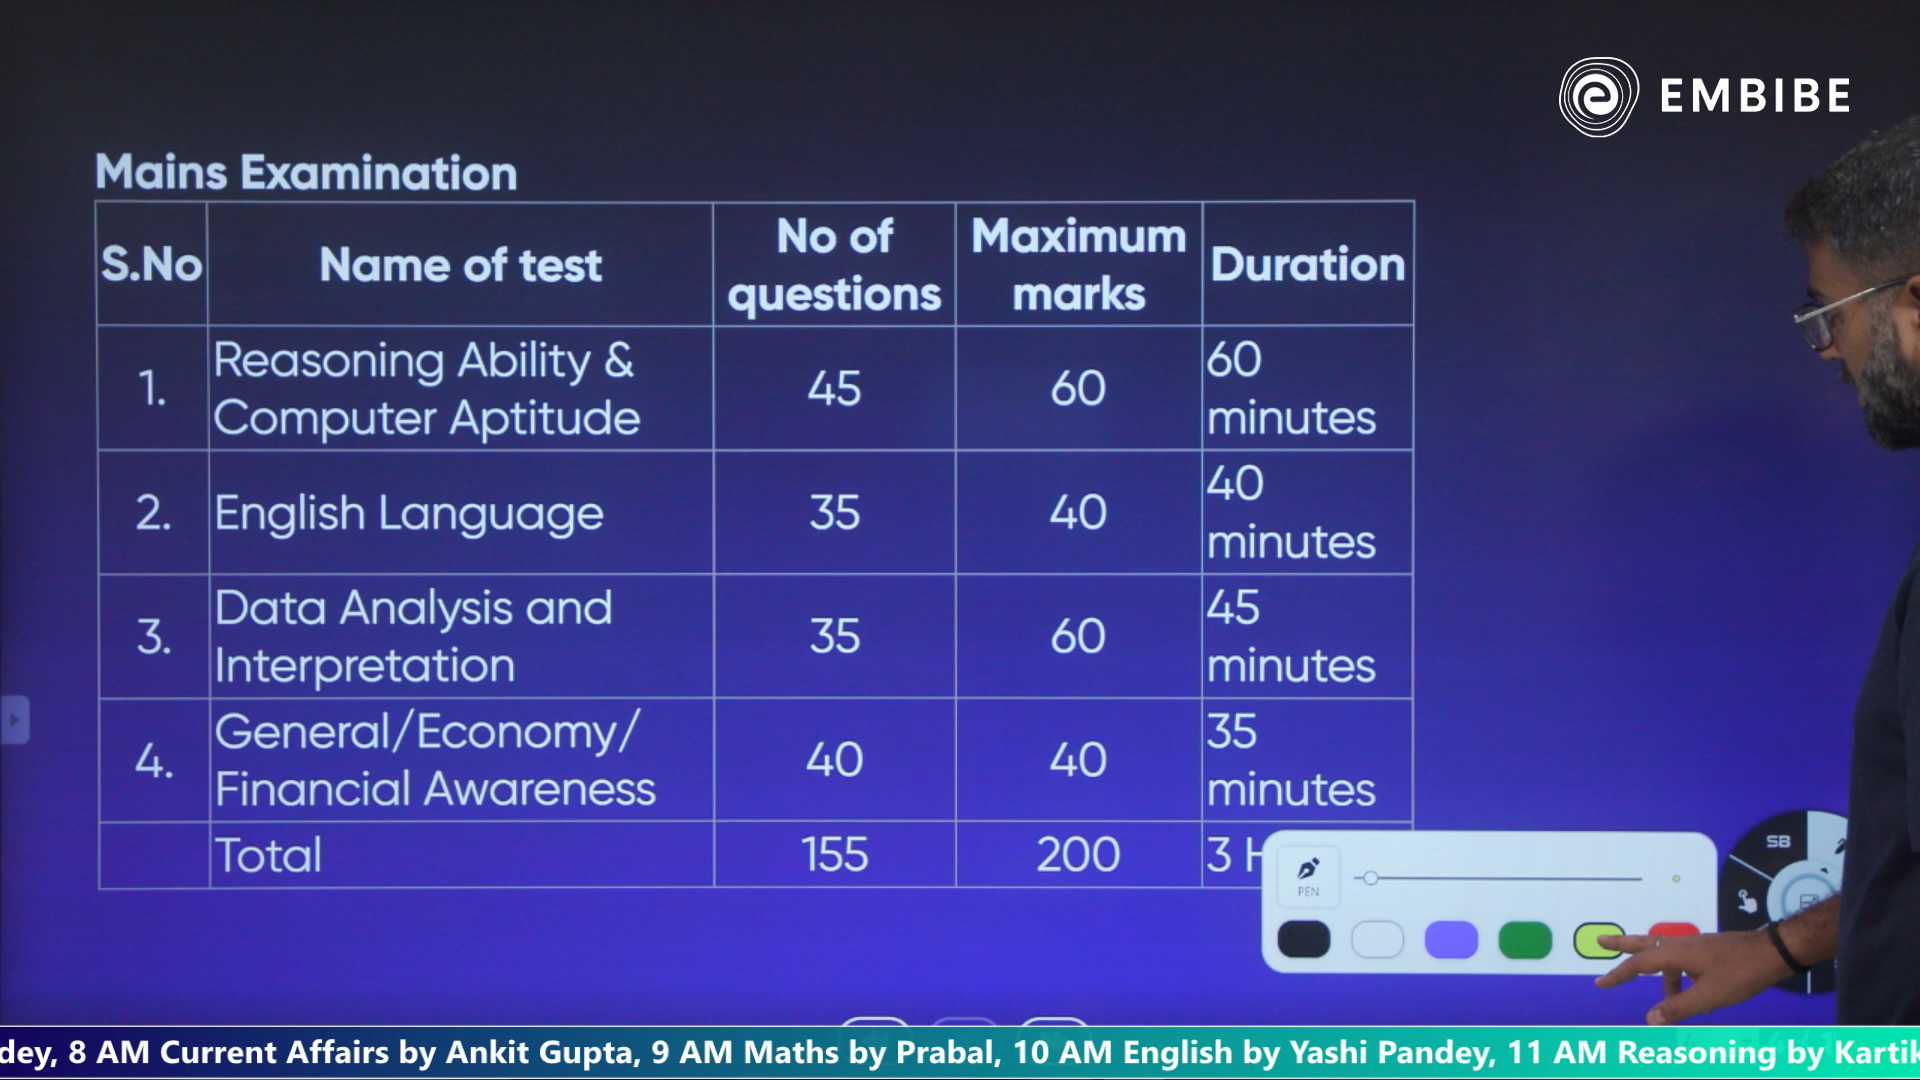 EMBIBE
Mains Examination
S.No Name of test No of questions Maximum marks Duration
1. Reasoning Ability & Computer Aptitude 45 60 60 minutes
2. English Language 35 40 40 minutes
3. Data Analysis and Interpretation 35 60 45 minutes
4. General/Economy/ Financial Awareness 40 40 35 minutes
Total 155 200 3 H
PEN
SB
dey, 8 AM Current Affairs by Ankit Gupta, 9 AM Maths by Prabal, 10 AM English by Yashi Pandey, 11 AM Reasoning by Kartik